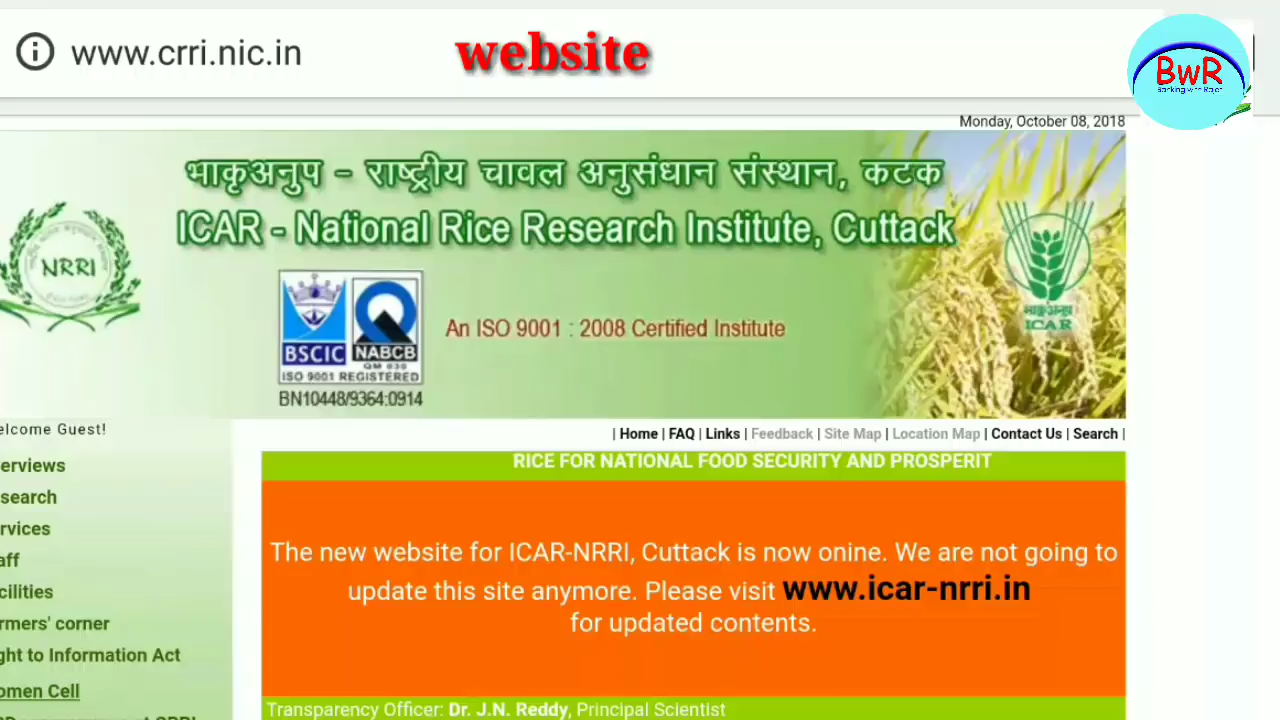 www.crri.nic.in
website
BwR
Monday, October 08, 2018
भाकृअनुप - राष्ट्रीय चावल अनुसंधान संस्थान, कटक
ICAR - National Rice Research Institute, Cuttack
NRRI
BSCIC
NABCB
QM 030
ISO 9001 REGISTERED
BN10448/9364:0914
An ISO 9001 : 2008 Certified Institute
भाकृअनुप
ICAR
elcome Guest!
| Home | FAQ | Links | Feedback | Site Map | Location Map | Contact Us | Search |
erviews
search
rvices
aff
cilities
rmers' corner
ght to Information Act
omen Cell
RICE FOR NATIONAL FOOD SECURITY AND PROSPERIT
The new website for ICAR-NRRI, Cuttack is now onine. We are not going to
update this site anymore. Please visit www.icar-nrri.in
for updated contents.
Transparency Officer: Dr. J.N. Reddy, Principal Scientist